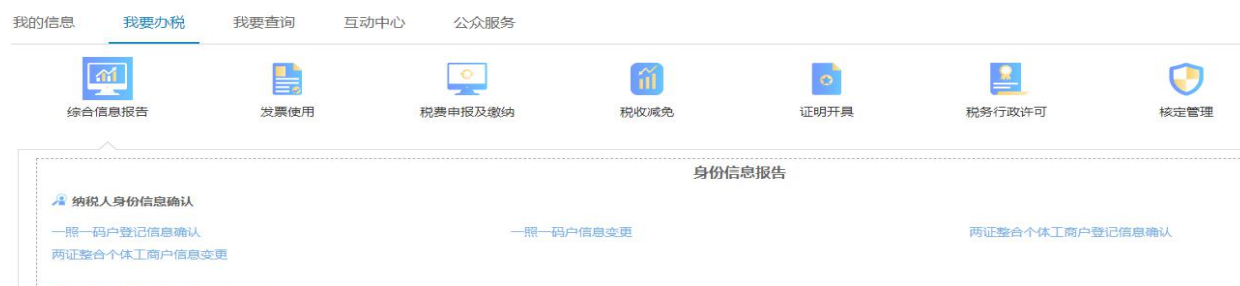 我的信息 我要办税 我要查询 互动中心 公众服务
综合信息报告 发票使用 税费申报及缴纳 税收减免 证明开具 税务行政许可 核定管理
身份信息报告
纳税人身份信息确认
一照一码户登记信息确认 一照一码户信息变更 两证整合个体工商户登记信息确认
两证整合个体工商户信息变更